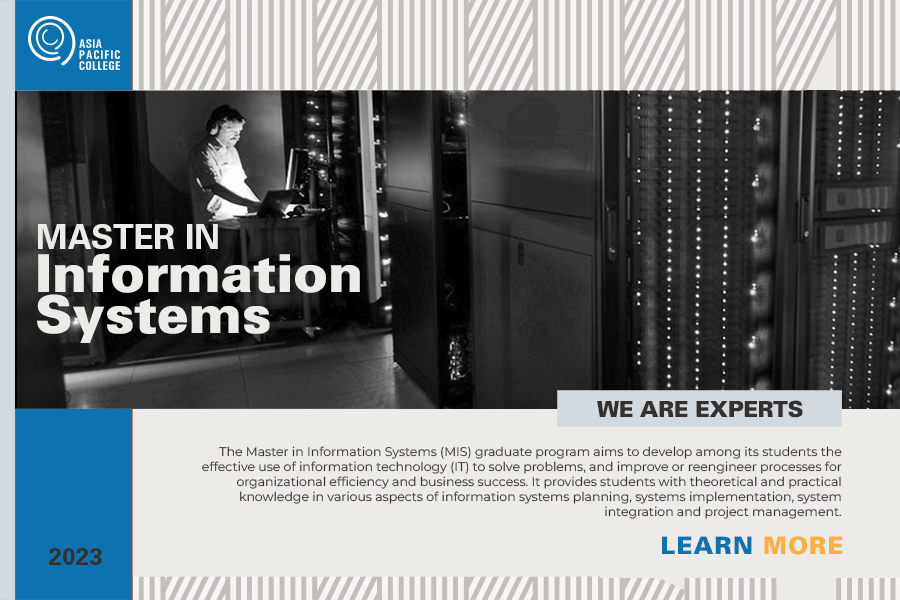 ASIA
PACIFIC
COLLEGE
MASTER IN
Information
Systems
WE ARE EXPERTS
The Master in Information Systems (MIS) graduate program aims to develop among its students the
effective use of information technology (IT) to solve problems, and improve or reengineer processes for
organizational efficiency and business success. It provides students with theoretical and practical
knowledge in various aspects of information systems planning, systems implementation, system
integration and project management.
LEARN MORE
2023